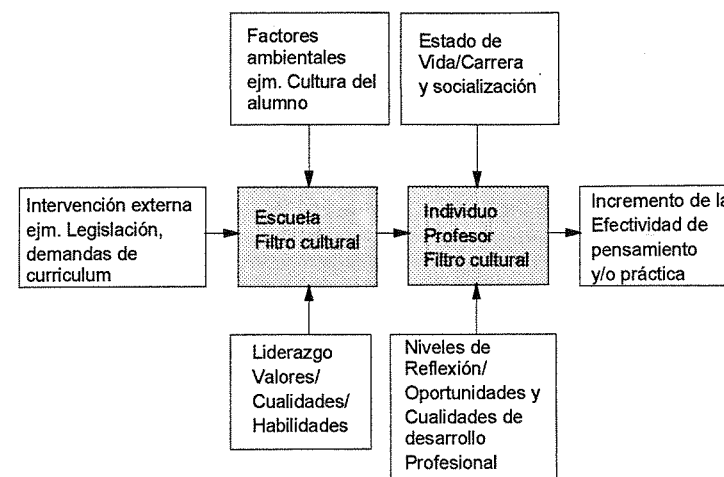 Factores
ambientales
ejm. Cultura del
alumno
Estado de
Vida/Carrera
y socialización
Intervención externa
ejm. Legislación,
demandas de
curriculum
Escuela
Filtro cultural
Individuo
Profesor
Filtro cultural
Incremento de la
Efectividad de
pensamiento
y/o práctica
Liderazgo
Valores/
Cualidades/
Habilidades
Niveles de
Reflexión/
Oportunidades y
Cualidades de
desarrollo
Profesional